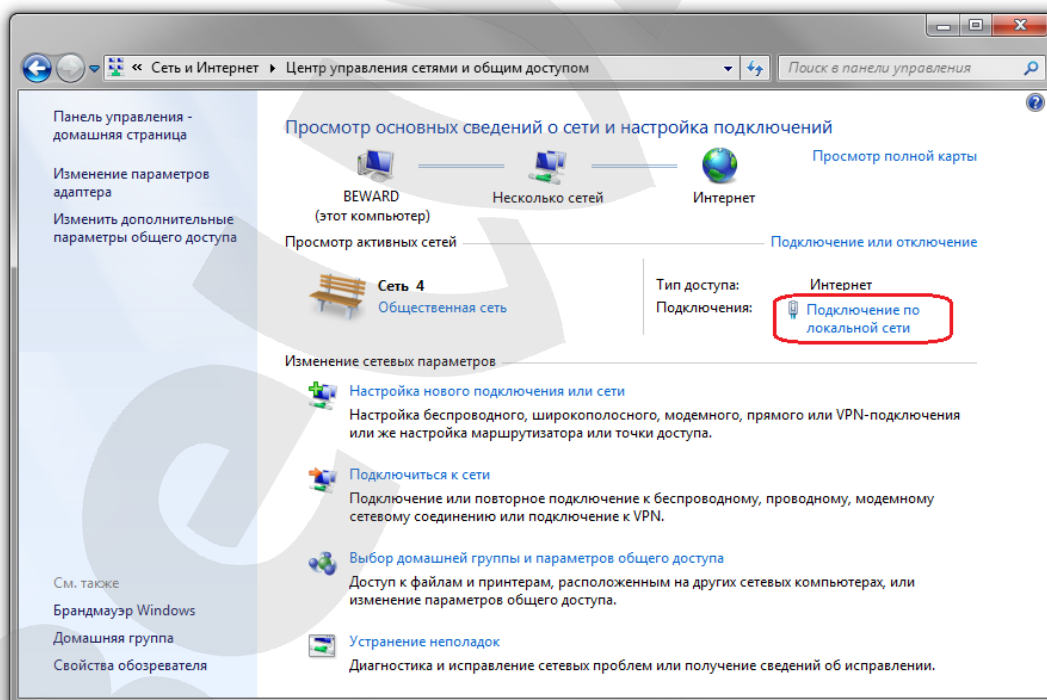 « Сеть и Интернет ▸ Центр управления сетями и общим доступом
Поиск в панели управления
Панель управления -
домашняя страница
Изменение параметров
адаптера
Изменить дополнительные
параметры общего доступа
Просмотр основных сведений о сети и настройка подключений
Просмотр полной карты
BEWARD
(этот компьютер)
Несколько сетей
Интернет
Просмотр активных сетей
Подключение или отключение
Сеть 4
Общественная сеть
Тип доступа: Интернет
Подключения: Подключение по
локальной сети
Изменение сетевых параметров
Настройка нового подключения или сети
Настройка беспроводного, широкополосного, модемного, прямого или VPN-подключения
или же настройка маршрутизатора или точки доступа.
Подключиться к сети
Подключение или повторное подключение к беспроводному, проводному, модемному
сетевому соединению или подключение к VPN.
Выбор домашней группы и параметров общего доступа
Доступ к файлам и принтерам, расположенным на других сетевых компьютерах, или
изменение параметров общего доступа.
Устранение неполадок
Диагностика и исправление сетевых проблем или получение сведений об исправлении.
См. также
Брандмауэр Windows
Домашняя группа
Свойства обозревателя